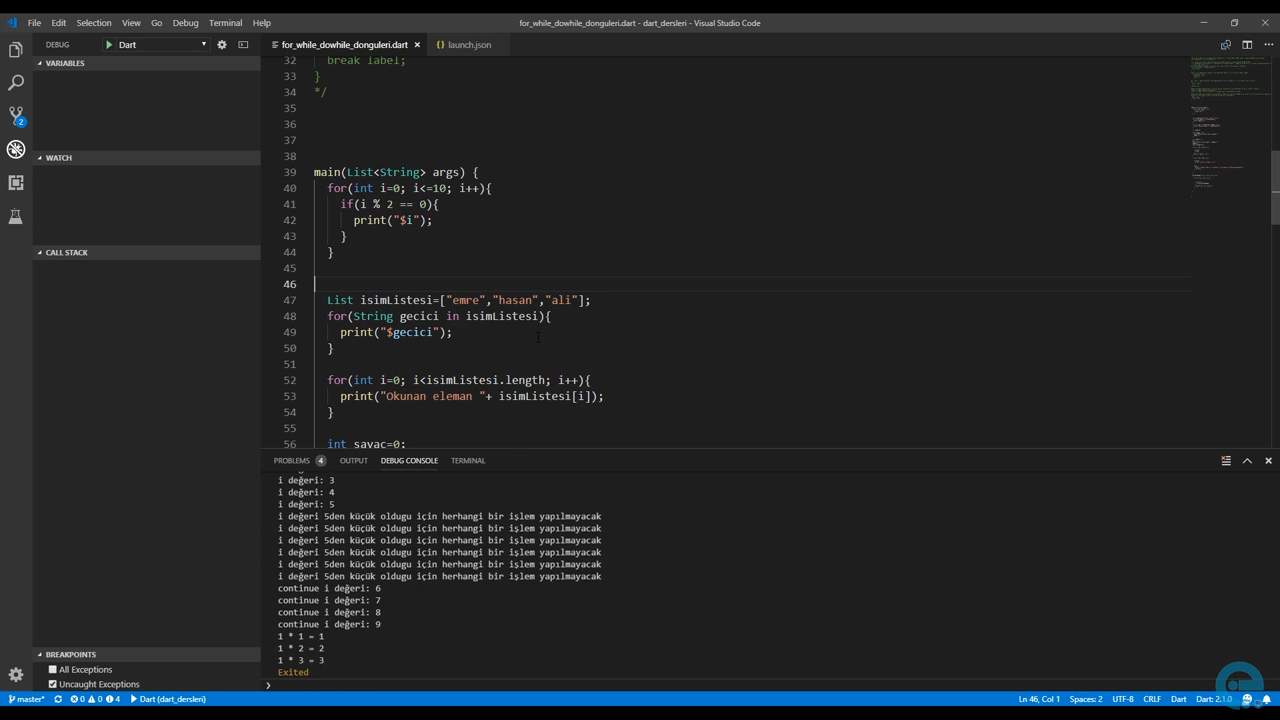 File Edit Selection View Go Debug Terminal Help
for_while_dowhile_donguleri.dart - dart_dersleri - Visual Studio Code
DEBUG Dart
for_while_dowhile_donguleri.dart
{} launch.json
VARIABLES
WATCH
CALL STACK
BREAKPOINTS
All Exceptions
Uncaught Exceptions
2
32 break label;
33 }
34 */
35
36
37
38
39 main(List<String> args) {
40 for(int i=0; i<=10; i++){
41 if(i % 2 == 0){
42 print("$i");
43 }
44 }
45
46
47 List isimListesi=["emre","hasan","ali"];
48 for(String gecici in isimListesi){
49 print("$gecici");
50 }
51
52 for(int i=0; i<isimListesi.length; i++){
53 print("Okunan eleman "+ isimListesi[i]);
54 }
55
56 int sayac=0;
PROBLEMS 4 OUTPUT DEBUG CONSOLE TERMINAL
i değeri: 3
i değeri: 4
i değeri: 5
i değeri 5den küçük oldugu için herhangi bir işlem yapılmayacak
i değeri 5den küçük oldugu için herhangi bir işlem yapılmayacak
i değeri 5den küçük oldugu için herhangi bir işlem yapılmayacak
i değeri 5den küçük oldugu için herhangi bir işlem yapılmayacak
i değeri 5den küçük oldugu için herhangi bir işlem yapılmayacak
i değeri 5den küçük oldugu için herhangi bir işlem yapılmayacak
continue i değeri: 6
continue i değeri: 7
continue i değeri: 8
continue i değeri: 9
1 * 1 = 1
1 * 2 = 2
1 * 3 = 3
Exited
master* 0 0 4 Dart (dart_dersleri) Ln 46, Col 1 Spaces: 2 UTF-8 CRLF Dart Dart: 2.1.0